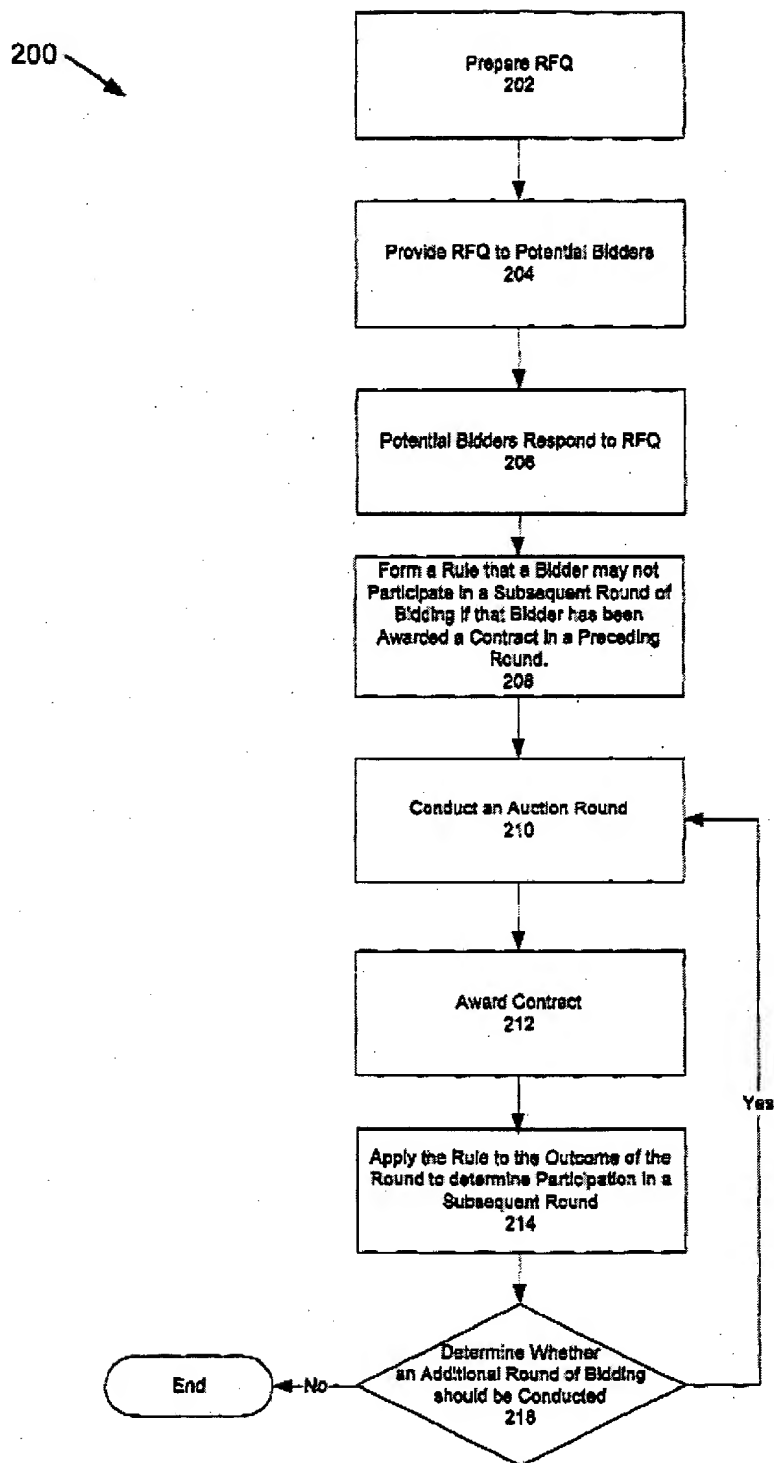 200
Prepare RFQ
202
Provide RFQ to Potential Bidders
204
Potential Bidders Respond to RFQ
206
Form a Rule that a Bidder may not
Participate in a Subsequent Round of
Bidding if that Bidder has been
Awarded a Contract in a Preceding
Round.
208
Conduct an Auction Round
210
Award Contract
212
Yes
Apply the Rule to the Outcome of the
Round to determine Participation in a
Subsequent Round
214
Determine Whether
an Additional Round of Bidding
should be Conducted
218
No
End